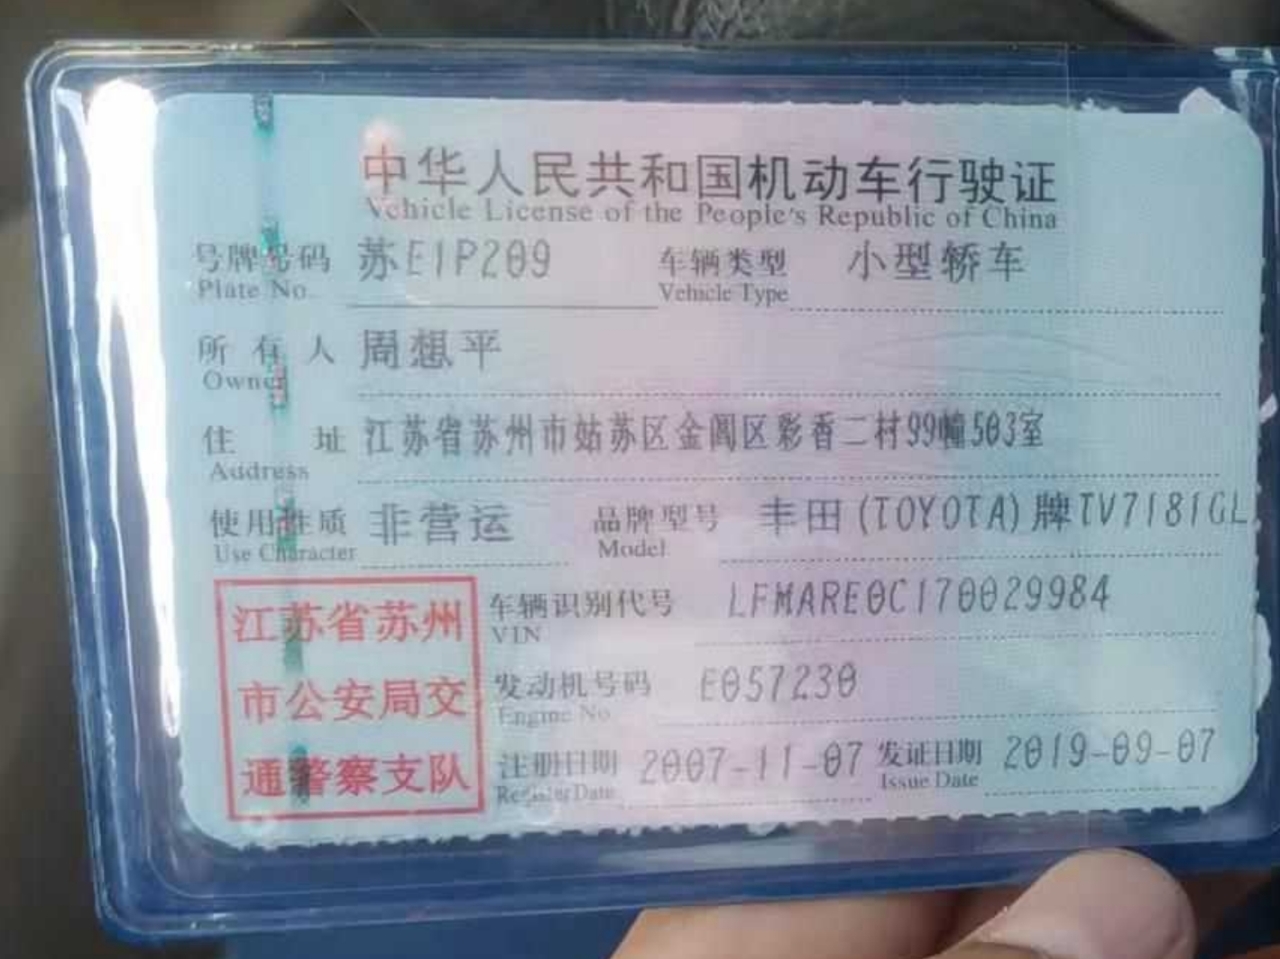 中华人民共和国机动车行驶证
Vehicle License of the People's Republic of China
号牌号码 苏E1P209 车辆类型 小型轿车
Plate No. Vehicle Type
所有人 周想平
Owner
住址 江苏省苏州市姑苏区金阊区彩香二村99幢503室
Address
使用性质 非营运 品牌型号 丰田(TOYOTA)牌TV7181GL
Use Character Model
江苏省苏州
市公安局交
通警察支队
车辆识别代号 LFMARE0C170029984
VIN
发动机号码 E057230
Engine No.
注册日期 2007-11-07 发证日期 2019-09-07
Register Date Issue Date